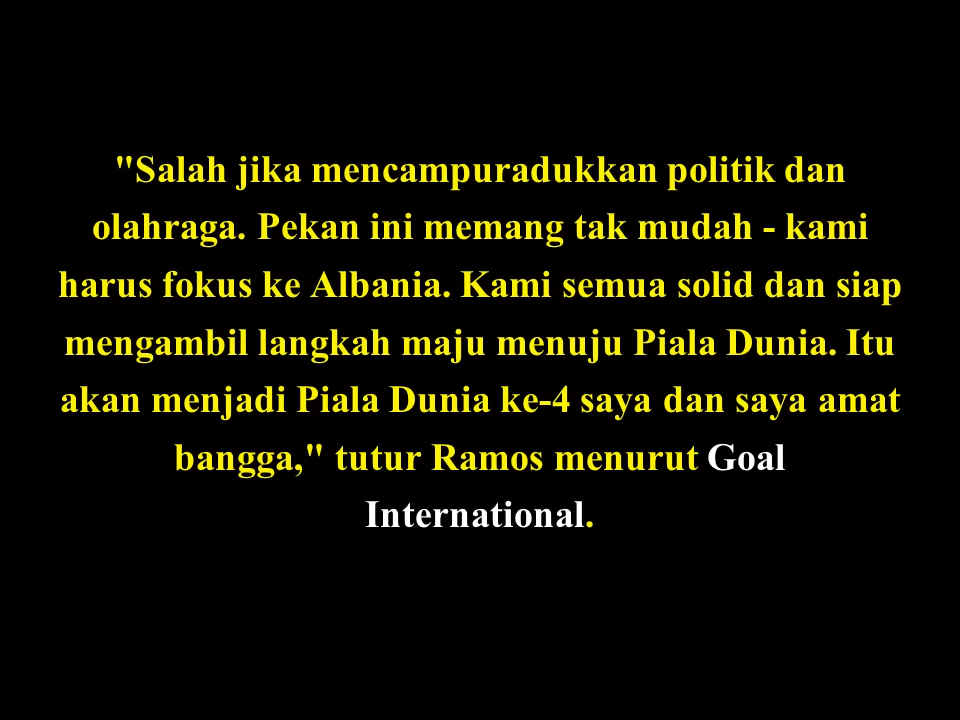 "Salah jika mencampuradukkan politik dan
olahraga. Pekan ini memang tak mudah - kami
harus fokus ke Albania. Kami semua solid dan siap
mengambil langkah maju menuju Piala Dunia. Itu
akan menjadi Piala Dunia ke-4 saya dan saya amat
bangga," tutur Ramos menurut Goal
International.